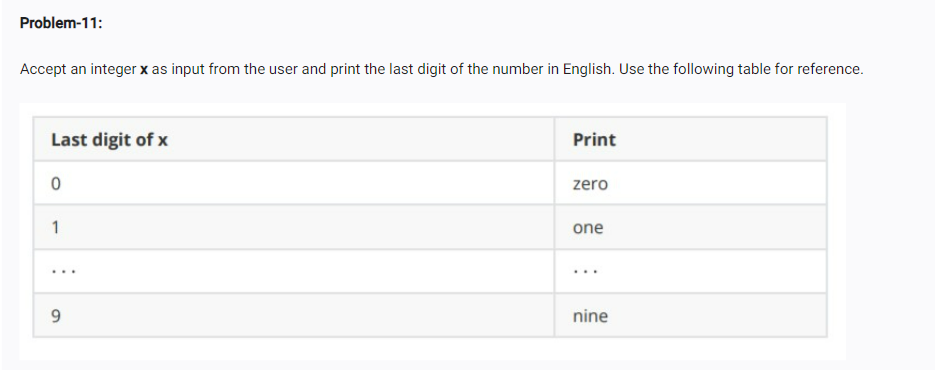 Problem-11:
Accept an integer x as input from the user and print the last digit of the number in English. Use the following table for reference.
Last digit of x Print
0 zero
1 one
... ...
9 nine